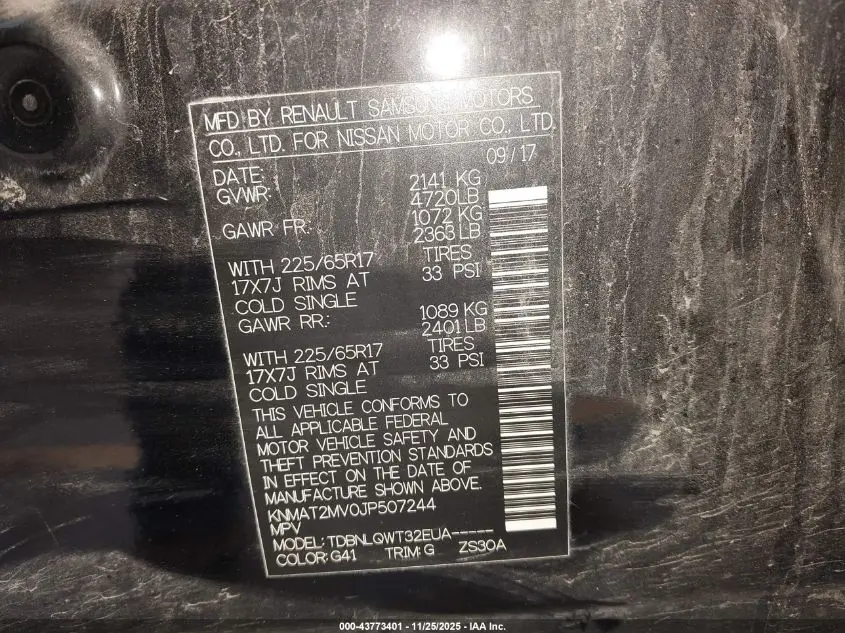 MFD BY RENAULT SAMSUNG MOTORS
CO., LTD. FOR NISSAN MOTOR CO., LTD.
DATE: 09/17
GVWR: 2141 KG
4720LB
GAWR FR: 1072 KG
2363LB
WITH 225/65R17 TIRES
17X7J RIMS AT 33 PSI
COLD SINGLE
GAWR RR: 1089 KG
2401LB
WITH 225/65R17 TIRES
17X7J RIMS AT 33 PSI
COLD SINGLE
THIS VEHICLE CONFORMS TO
ALL APPLICABLE FEDERAL
MOTOR VEHICLE SAFETY AND
THEFT PREVENTION STANDARDS
IN EFFECT ON THE DATE OF
MANUFACTURE SHOWN ABOVE.
KNMAT2MV0JP507244
MPV
MODEL: TDBNLQWT32EUA-----
COLOR: G41 TRIM: G ZS30A
000-43773401 - 11/25/2025 - IAA Inc.